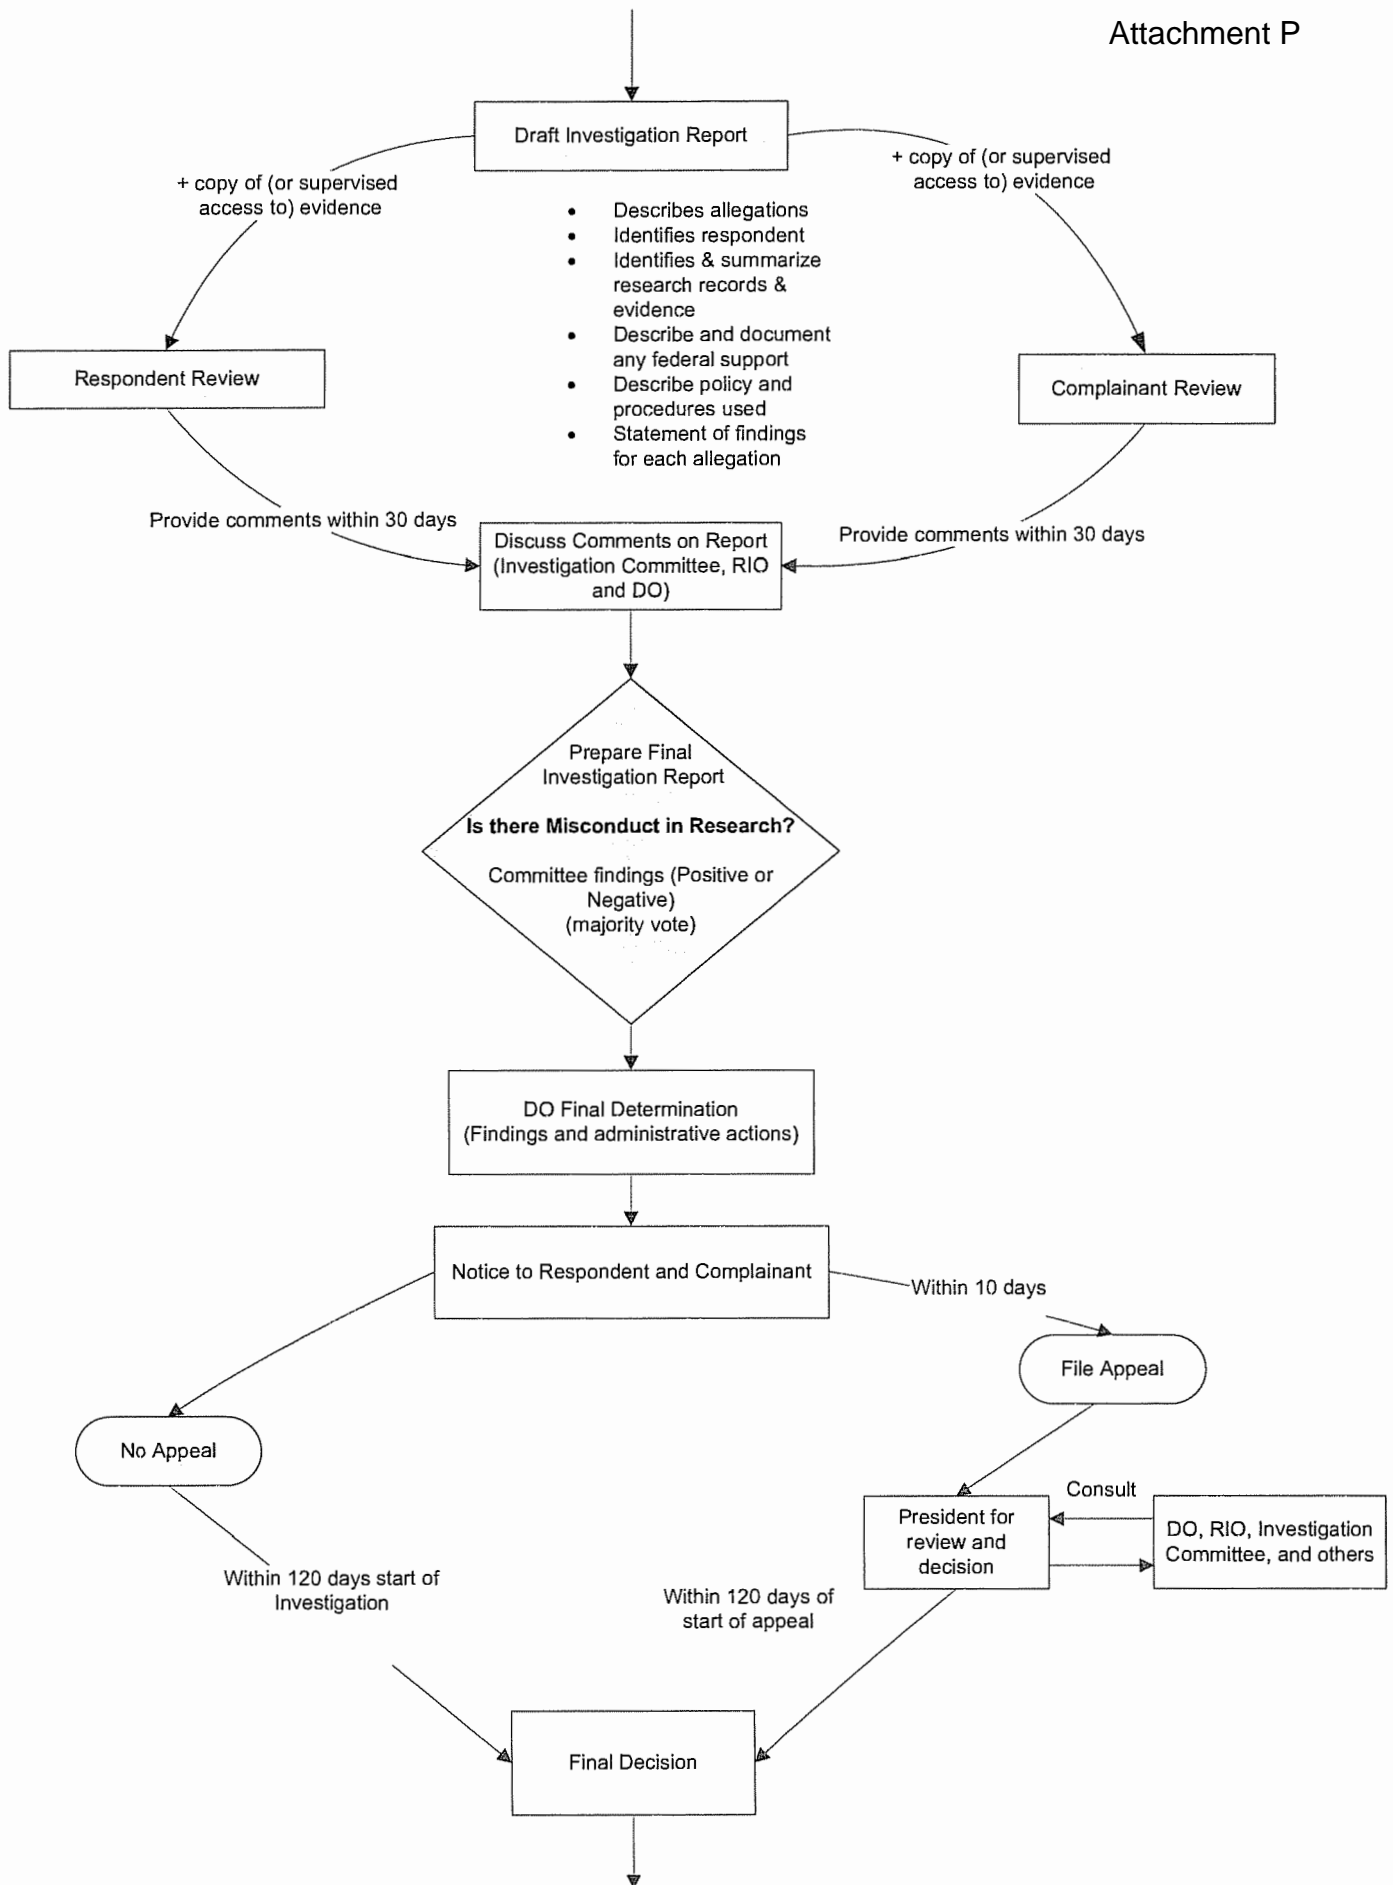 Attachment P
Draft Investigation Report
+ copy of (or supervised
access to) evidence
+ copy of (or supervised
access to) evidence
• Describes allegations
• Identifies respondent
• Identifies & summarize
research records &
evidence
• Describe and document
any federal support
• Describe policy and
procedures used
• Statement of findings
for each allegation
Respondent Review
Complainant Review
Provide comments within 30 days
Provide comments within 30 days
Discuss Comments on Report
(Investigation Committee, RIO
and DO)
Prepare Final
Investigation Report
Is there Misconduct in Research?
Committee findings (Positive or
Negative)
(majority vote)
DO Final Determination
(Findings and administrative actions)
Notice to Respondent and Complainant
Within 10 days
File Appeal
No Appeal
President for
review and
decision
Consult
DO, RIO, Investigation
Committee, and others
Within 120 days start of
Investigation
Within 120 days of
start of appeal
Final Decision